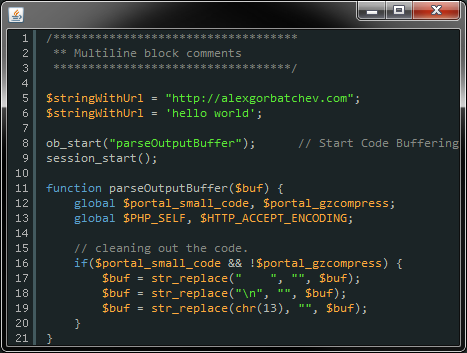 1 /**********************************
2  ** Multiline block comments
3  *********************************/
4
5 $stringWithUrl = "http://alexgorbatchev.com";
6 $stringWithUrl = 'hello world';
7
8 ob_start("parseOutputBuffer");      // Start Code Buffering
9 session_start();
10
11 function parseOutputBuffer($buf) {
12     global $portal_small_code, $portal_gzcompress;
13     global $PHP_SELF, $HTTP_ACCEPT_ENCODING;
14
15     // cleaning out the code.
16     if($portal_small_code && !$portal_gzcompress) {
17         $buf = str_replace("    ", "", $buf);
18         $buf = str_replace("\n", "", $buf);
19         $buf = str_replace(chr(13), "", $buf);
20     }
21 }